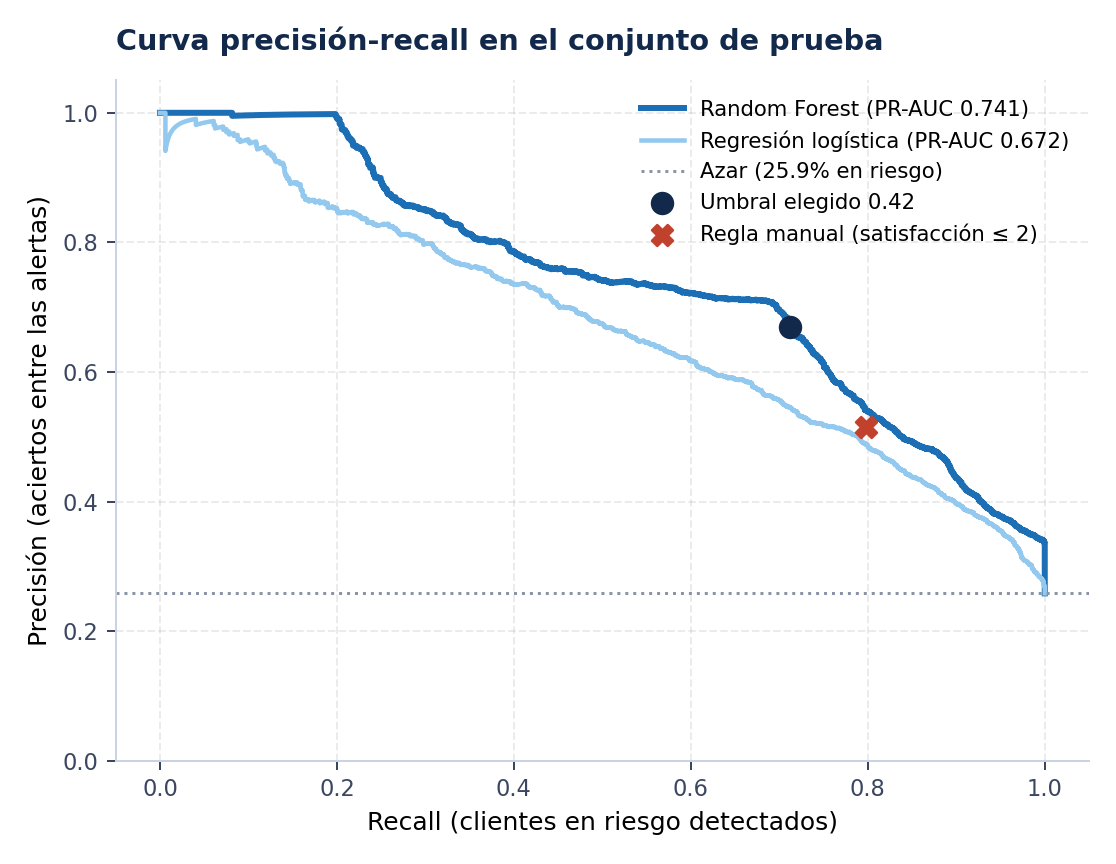 Curva precisión-recall en el conjunto de prueba
Random Forest (PR-AUC 0.741)
Regresión logística (PR-AUC 0.672)
Azar (25.9% en riesgo)
Umbral elegido 0.42
Regla manual (satisfacción ≤ 2)
Precisión (aciertos entre las alertas)
1.0
0.8
0.6
0.4
0.2
0.0
0.0 0.2 0.4 0.6 0.8 1.0
Recall (clientes en riesgo detectados)